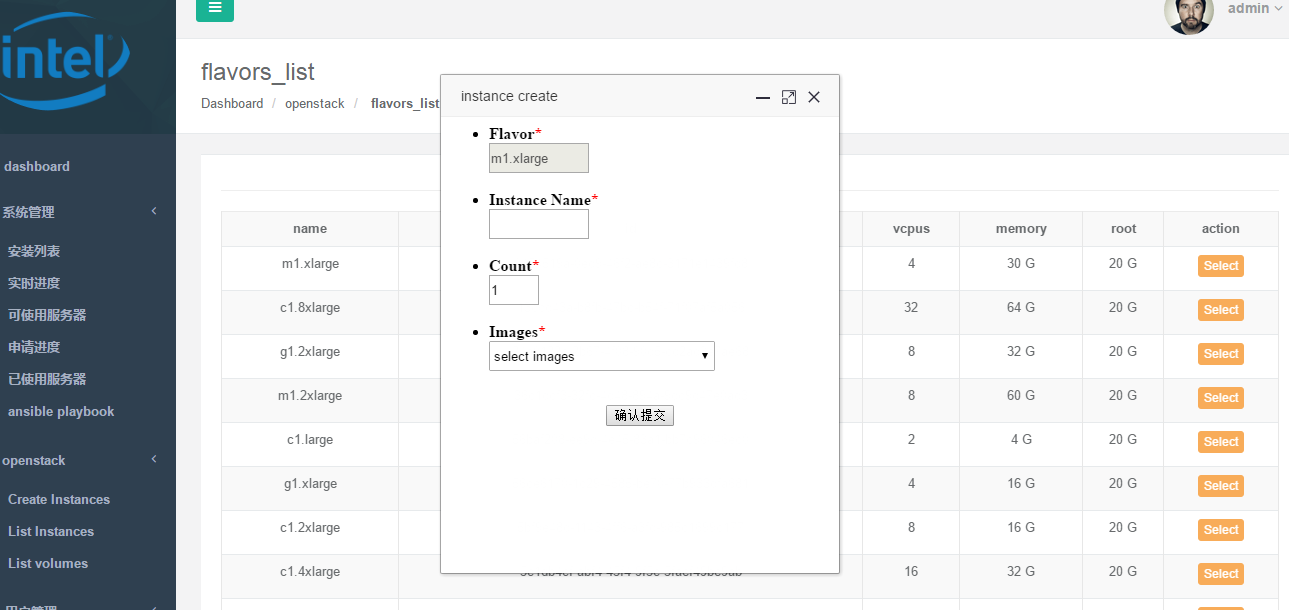 intel
admin
flavors_list
Dashboard / openstack / flavors_list
dashboard
系统管理
安装列表
实时进度
可使用服务器
申请进度
已使用服务器
ansible playbook
openstack
Create Instances
List Instances
List volumes
instance create
Flavor*
m1.xlarge
Instance Name*
Count*
1
Images*
select images
确认提交
name vcpus memory root action
m1.xlarge 4 30 G 20 G Select
c1.8xlarge 32 64 G 20 G Select
g1.2xlarge 8 32 G 20 G Select
m1.2xlarge 8 60 G 20 G Select
c1.large 2 4 G 20 G Select
g1.xlarge 4 16 G 20 G Select
c1.2xlarge 8 16 G 20 G Select
c1.4xlarge 16 32 G 20 G Select